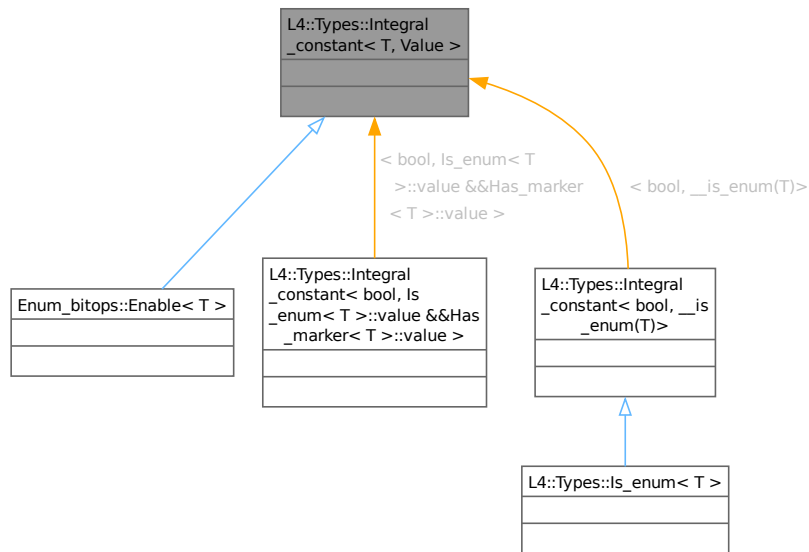 L4::Types::Integral
_constant< T, Value >
< bool, Is_enum< T
>::value &&Has_marker
< T >::value >
< bool, __is_enum(T)>
Enum_bitops::Enable< T >
L4::Types::Integral
_constant< bool, Is
_enum< T >::value &&Has
_marker< T >::value >
L4::Types::Integral
_constant< bool, __is
_enum(T)>
L4::Types::Is_enum< T >